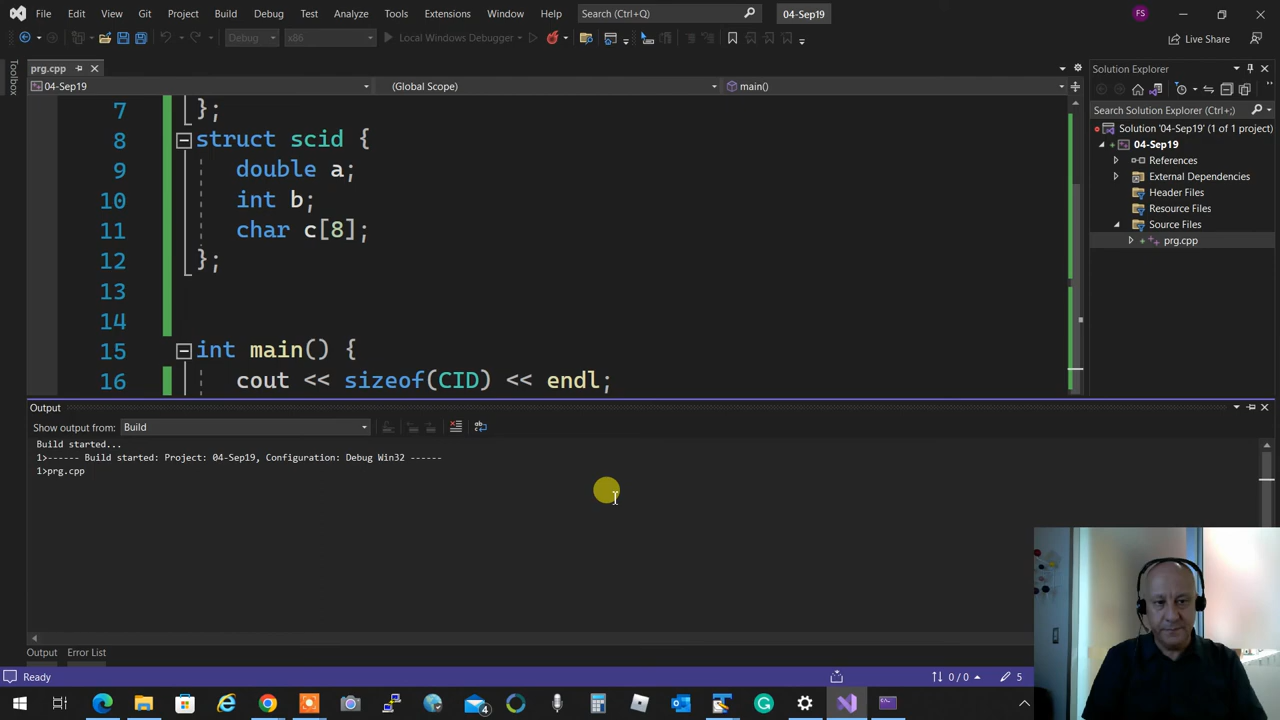 File Edit View Git Project Build Debug Test Analyze Tools Extensions Window Help Search (Ctrl+Q) 04-Sep19 FS
Debug x86 Local Windows Debugger Live Share
Toolbox
prg.cpp
04-Sep19 (Global Scope) main()
7 };
8 struct scid {
9 double a;
10 int b;
11 char c[8];
12 };
13
14
15 int main() {
16 cout << sizeof(CID) << endl;
Solution Explorer
Search Solution Explorer (Ctrl+;)
Solution '04-Sep19' (1 of 1 project)
04-Sep19
References
External Dependencies
Header Files
Resource Files
Source Files
prg.cpp
Output
Show output from: Build
Build started...
1>------ Build started: Project: 04-Sep19, Configuration: Debug Win32 ------
1>prg.cpp
Output Error List
Ready 0 / 0 5
4